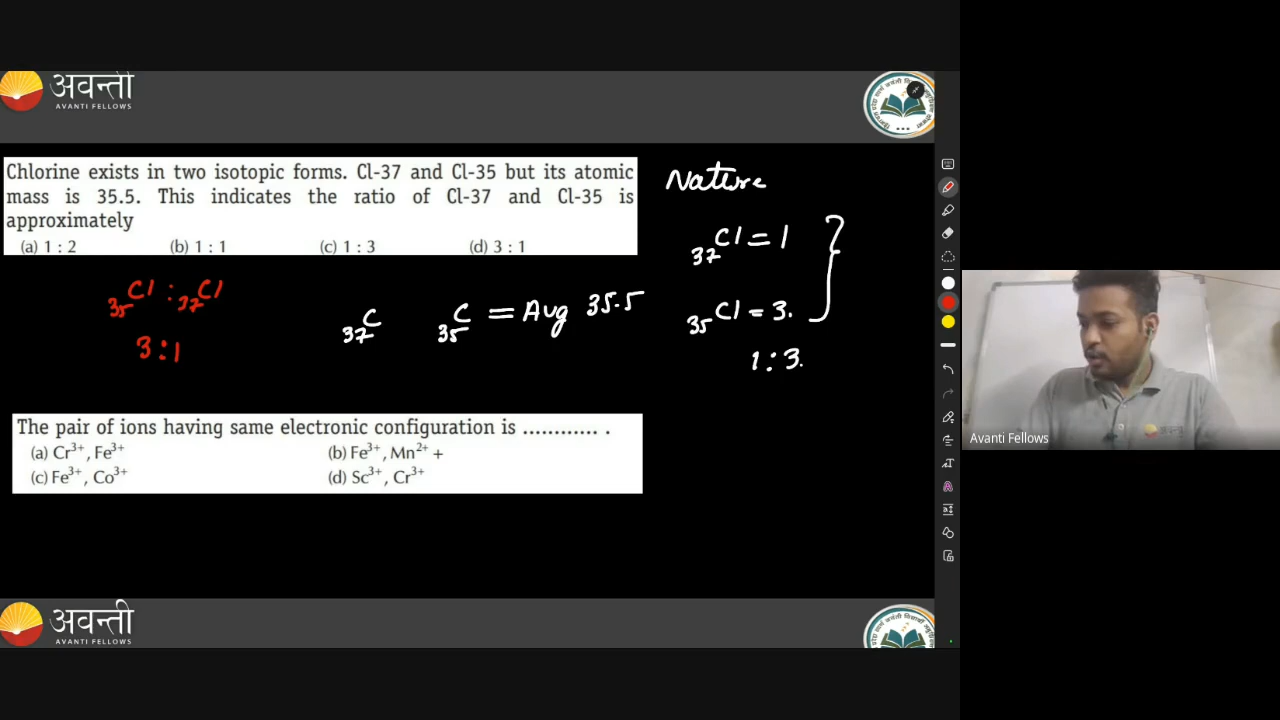 अवन्ती
AVANTI FELLOWS
Chlorine exists in two isotopic forms. Cl-37 and Cl-35 but its atomic
mass is 35.5. This indicates the ratio of Cl-37 and Cl-35 is
approximately
(a) 1 : 2 (b) 1 : 1 (c) 1 : 3 (d) 3 : 1
Nature
37Cl = 1
35Cl = 3.
1 : 3.
35Cl : 37Cl
3 : 1
37C 35C = Avg 35.5
The pair of ions having same electronic configuration is ............ .
(a) Cr³⁺, Fe³⁺ (b) Fe³⁺, Mn²⁺ +
(c) Fe³⁺, Co³⁺ (d) Sc³⁺, Cr³⁺
Avanti Fellows
अवन्ती
AVANTI FELLOWS